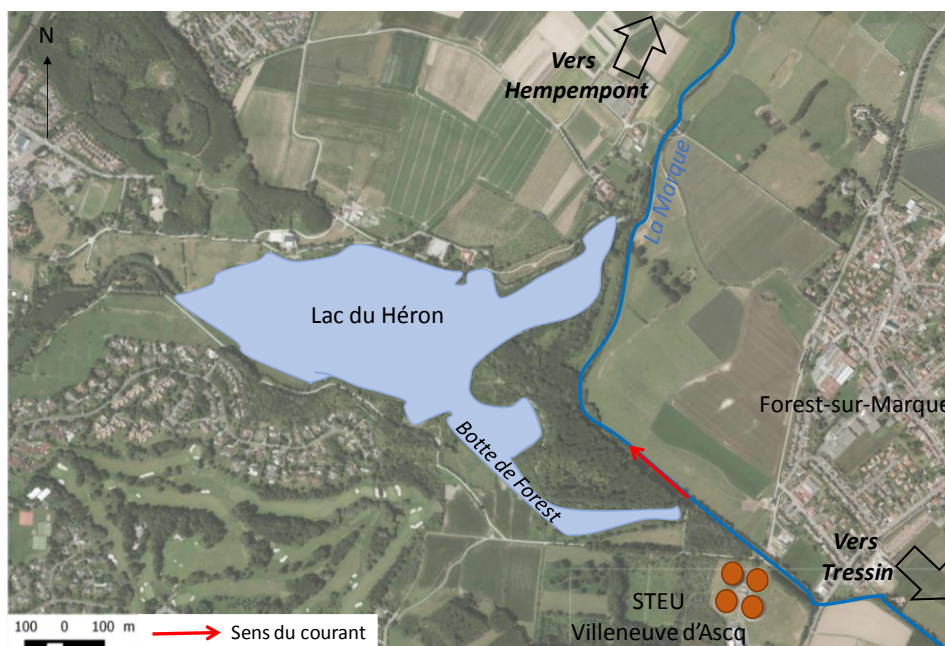 N
Vers
Hempempont
La Marque
Lac du Héron
Forest-sur-Marque
Botte de Forest
Vers
Tressin
STEU
Villeneuve d'Ascq
100 0 100 m
Sens du courant